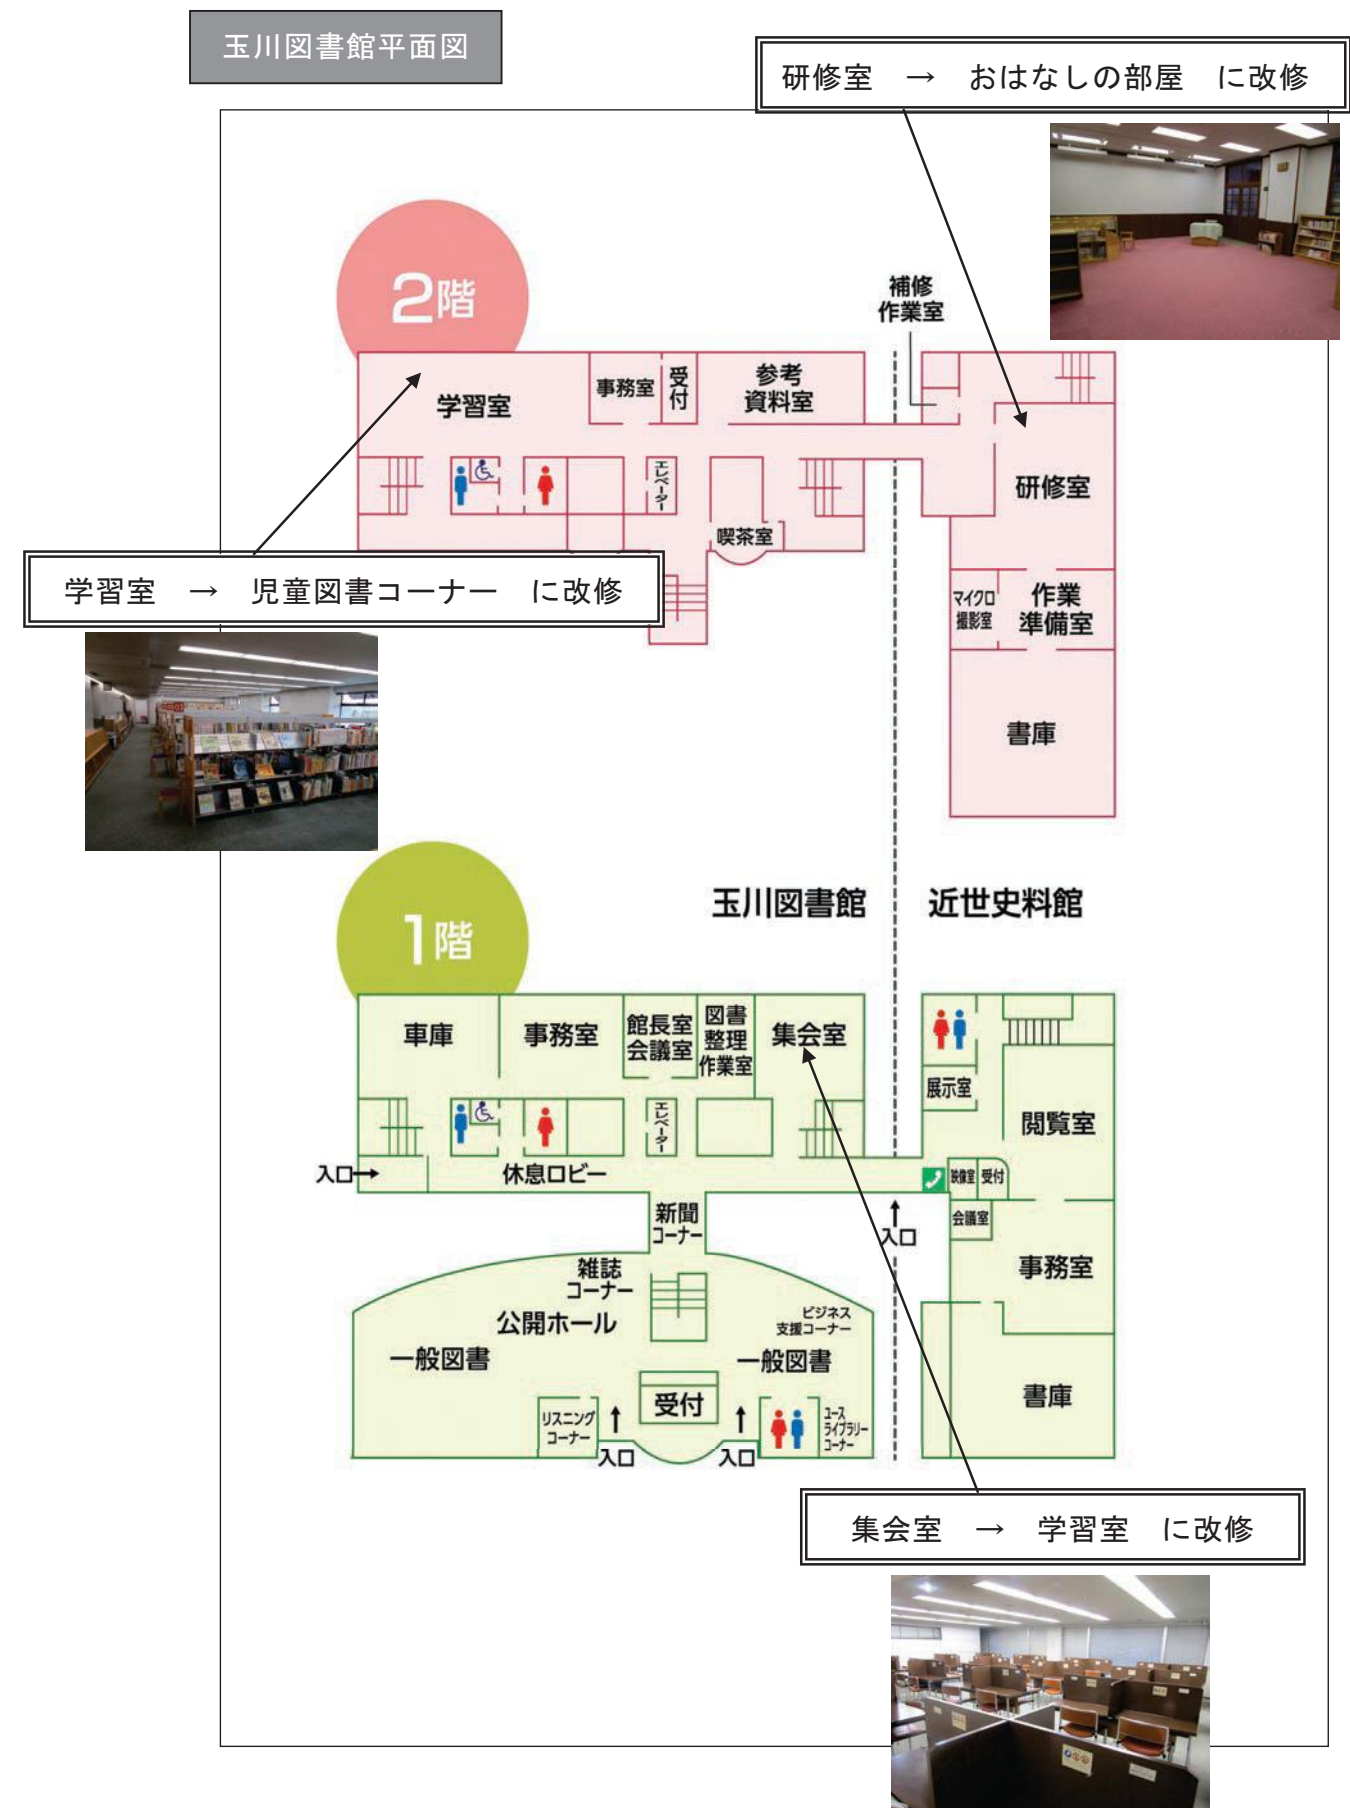 玉川図書館平面図
研修室　→　おはなしの部屋　に改修
2階
補修
作業室
学習室
事務室
受付
参考
資料室
エレベーター
喫茶室
研修室
学習室　→　児童図書コーナー　に改修
マイクロ
撮影室
作業
準備室
書庫
玉川図書館
近世史料館
1階
車庫
事務室
館長室
会議室
図書
整理
作業室
集会室
展示室
閲覧室
エレベーター
入口→
休息ロビー
映像室
受付
会議室
新聞
コーナー
↑
入口
雑誌
コーナー
事務室
公開ホール
ビジネス
支援コーナー
一般図書
一般図書
受付
書庫
リスニング
コーナー
↑
入口
↑
入口
ユース
ライブラリー
コーナー
集会室　→　学習室　に改修